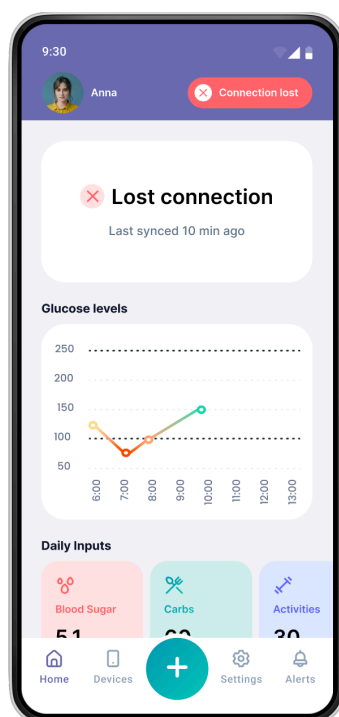 9:30
Anna
Connection lost
Lost connection
Last synced 10 min ago
Glucose levels
250
200
150
100
50
6:00
7:00
8:00
9:00
10:00
11:00
12:00
13:00
Daily Inputs
Blood Sugar
Carbs
Activities
30
Home
Devices
Settings
Alerts